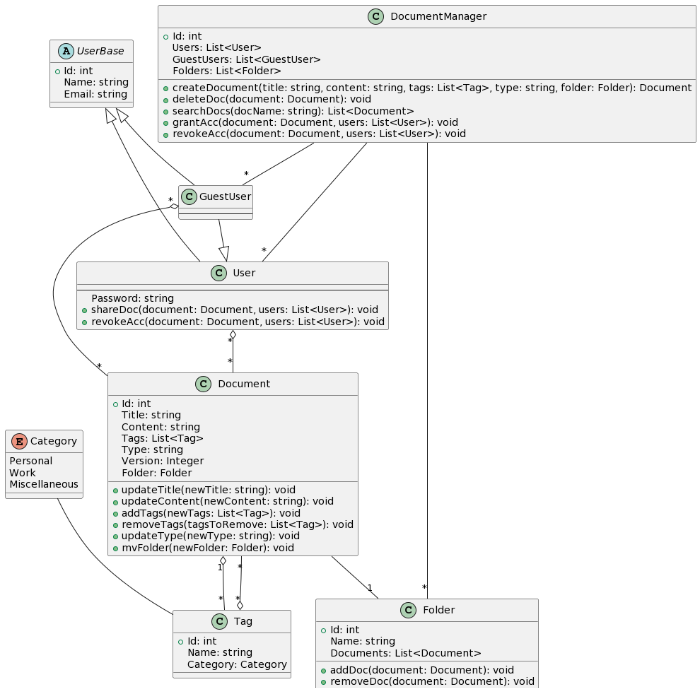 C DocumentManager
Id: int
Users: List<User>
GuestUsers: List<GuestUser>
Folders: List<Folder>
createDocument(title: string, content: string, tags: List<Tag>, type: string, folder: Folder): Document
deleteDoc(document: Document): void
searchDocs(docName: string): List<Document>
grantAcc(document: Document, users: List<User>): void
revokeAcc(document: Document, users: List<User>): void
A UserBase
Id: int
Name: string
Email: string
*
*
C GuestUser
*
C User
Password: string
shareDoc(document: Document, users: List<User>): void
revokeAcc(document: Document, users: List<User>): void
*
*
*
C Document
Id: int
Title: string
Content: string
Tags: List<Tag>
Type: string
Version: Integer
Folder: Folder
updateTitle(newTitle: string): void
updateContent(newContent: string): void
addTags(newTags: List<Tag>): void
removeTags(tagsToRemove: List<Tag>): void
updateType(newType: string): void
mvFolder(newFolder: Folder): void
E Category
Personal
Work
Miscellaneous
1 *
* *
1
*
C Tag
Id: int
Name: string
Category: Category
C Folder
Id: int
Name: string
Documents: List<Document>
addDoc(document: Document): void
removeDoc(document: Document): void